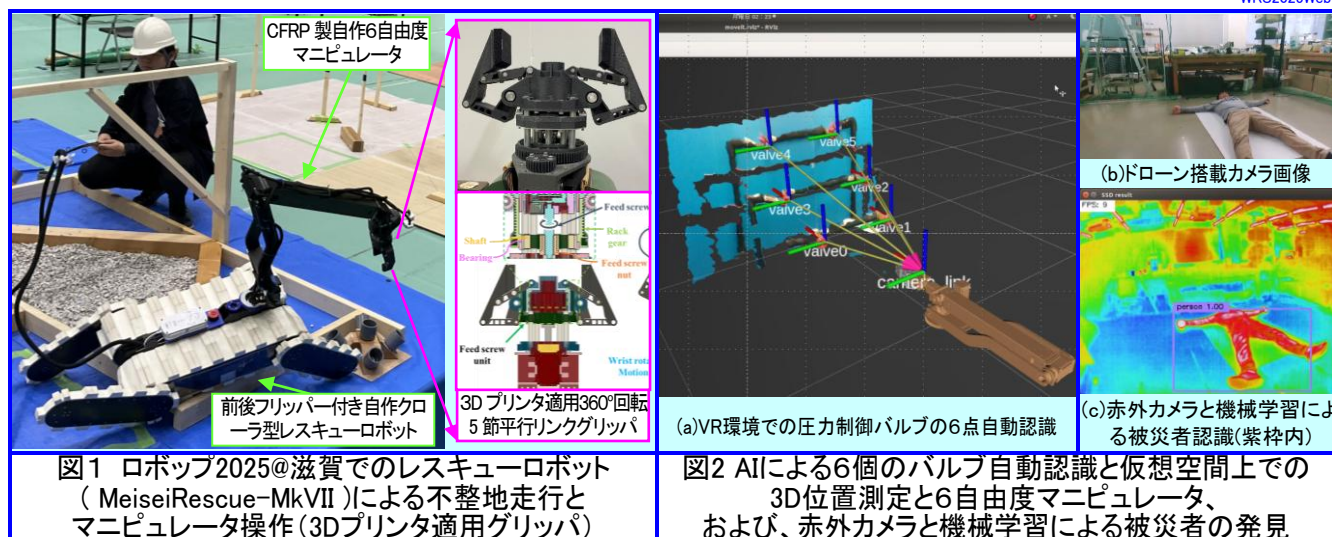 CFRP 製自作6自由度
マニピュレータ
前後フリッパー付き自作クロ
ーラ型レスキューロボット
Feed screw
Shaft
Rack
gear
Bearing
Feed screw
nut
Feed screw
unit
Wrist rota
Motion
3D プリンタ適用360°回転
5 節平行リンクグリッパ
図1 ロボップ2025@滋賀でのレスキューロボット
( MeiseiRescue-MkVII )による不整地走行と
マニピュレータ操作(3Dプリンタ適用グリッパ)
moveit.rviz* - RViz
valve4
valve5
valve3
valve2
valve1
valve0
camera_link
(a)VR環境での圧力制御バルブの6点自動認識
(b)ドローン搭載カメラ画像
SSD result
FPS: 9
person 1.00
(c)赤外カメラと機械学習によ
る被災者認識(紫枠内)
図2 AIによる6個のバルブ自動認識と仮想空間上での
3D位置測定と6自由度マニピュレータ、
および、赤外カメラと機械学習による被災者の発見